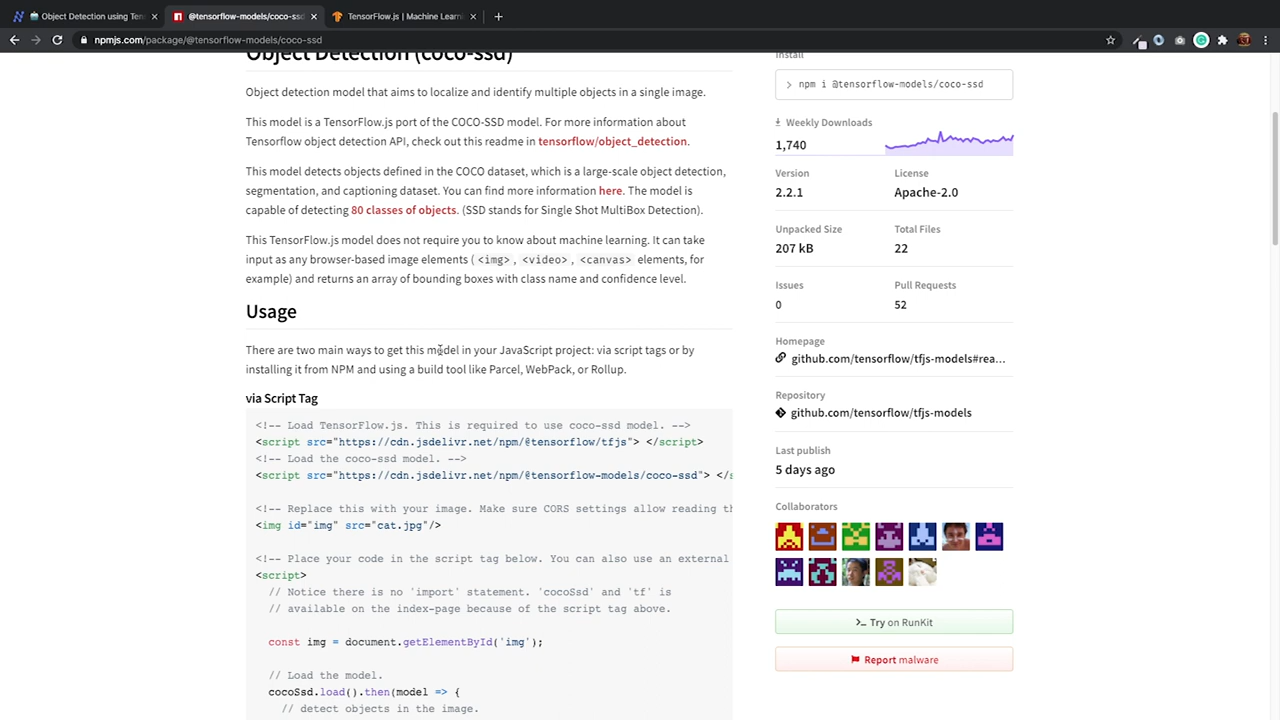 Object Detection using Ten
@tensorflow-models/coco-ssd
TensorFlow.js | Machine Learni
npmjs.com/package/@tensorflow-models/coco-ssd
Object Detection (coco-ssd)
Object detection model that aims to localize and identify multiple objects in a single image.
This model is a TensorFlow.js port of the COCO-SSD model. For more information about
Tensorflow object detection API, check out this readme in tensorflow/object_detection.
This model detects objects defined in the COCO dataset, which is a large-scale object detection,
segmentation, and captioning dataset. You can find more information here. The model is
capable of detecting 80 classes of objects. (SSD stands for Single Shot MultiBox Detection).
This TensorFlow.js model does not require you to know about machine learning. It can take
input as any browser-based image elements ( <img>, <video>, <canvas> elements, for
example) and returns an array of bounding boxes with class name and confidence level.
Usage
There are two main ways to get this model in your JavaScript project: via script tags or by
installing it from NPM and using a build tool like Parcel, WebPack, or Rollup.
via Script Tag
<!-- Load TensorFlow.js. This is required to use coco-ssd model. -->
<script src="https://cdn.jsdelivr.net/npm/@tensorflow/tfjs"> </script>
<!-- Load the coco-ssd model. -->
<script src="https://cdn.jsdelivr.net/npm/@tensorflow-models/coco-ssd"> </s
<!-- Replace this with your image. Make sure CORS settings allow reading th
<img id="img" src="cat.jpg"/>
<!-- Place your code in the script tag below. You can also use an external
<script>
// Notice there is no 'import' statement. 'cocoSsd' and 'tf' is
// available on the index-page because of the script tag above.
const img = document.getElementById('img');
// Load the model.
cocoSsd.load().then(model => {
// detect objects in the image.
Install
> npm i @tensorflow-models/coco-ssd
Weekly Downloads
1,740
Version
License
2.2.1
Apache-2.0
Unpacked Size
Total Files
207 kB
22
Issues
Pull Requests
0
52
Homepage
github.com/tensorflow/tfjs-models#rea...
Repository
github.com/tensorflow/tfjs-models
Last publish
5 days ago
Collaborators
>_ Try on RunKit
Report malware